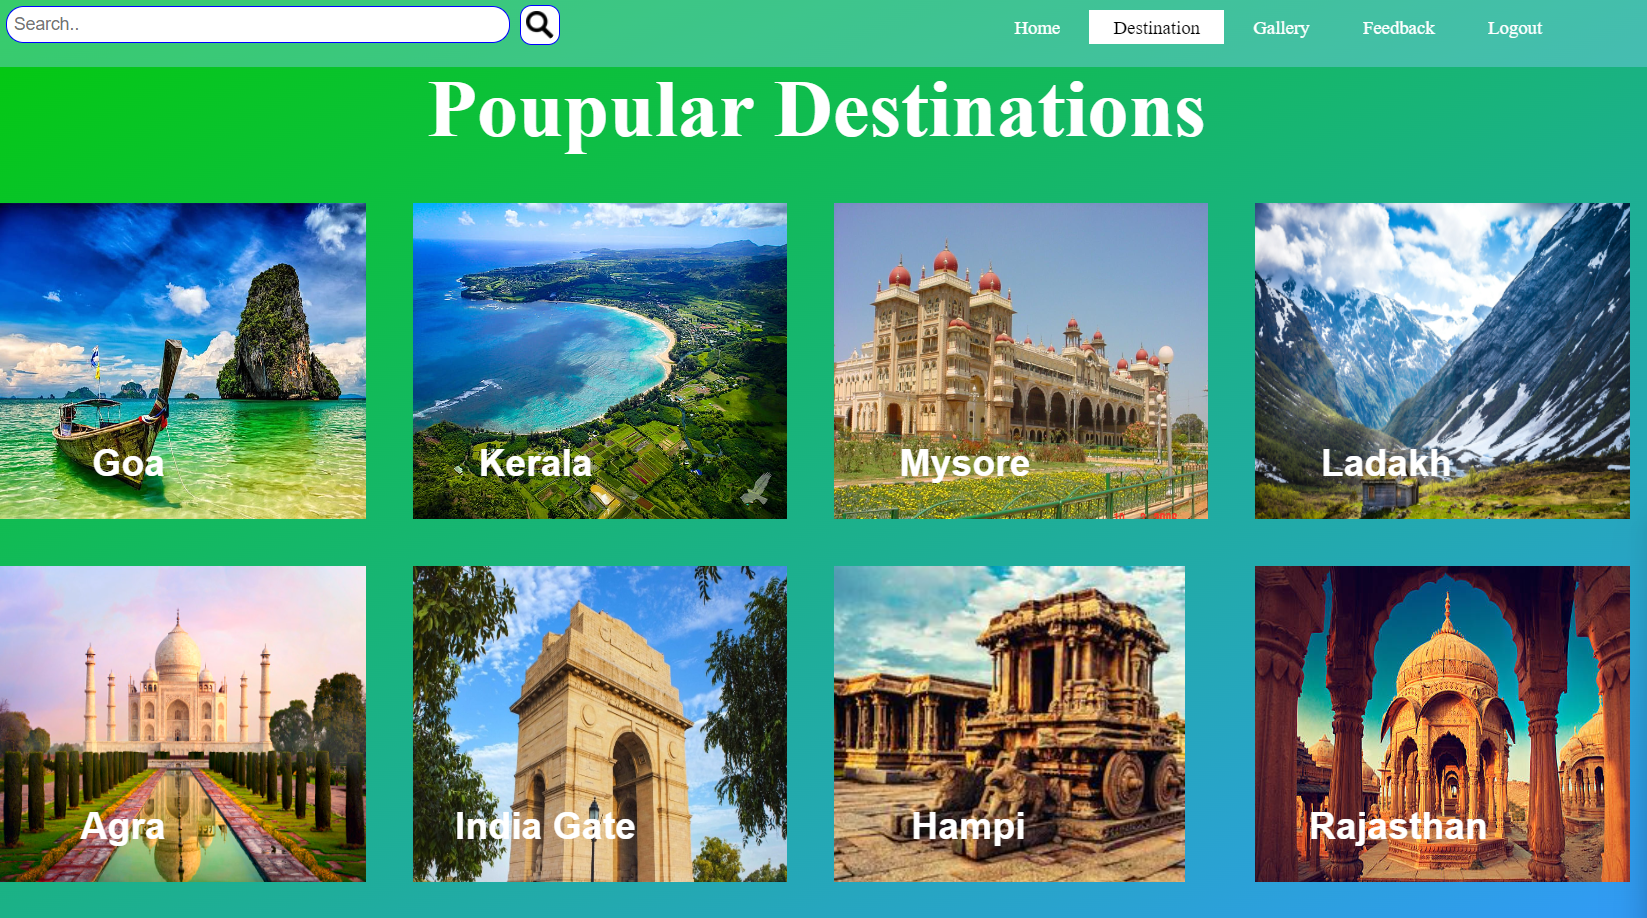 Search..
Home Destination Gallery Feedback Logout
Poupular Destinations
Goa Kerala Mysore Ladakh
Agra India Gate Hampi Rajasthan